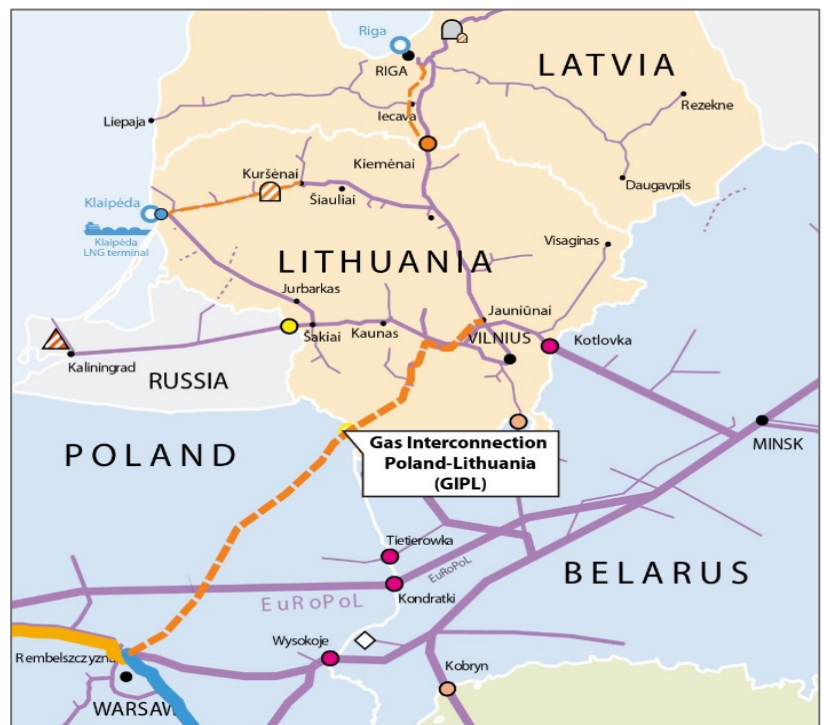 Riga
RIGA
LATVIA
Rezekne
Iecava
Liepaja
Kiemėnai
Kuršėnai
Daugavpils
Šiauliai
Klaipėda
Klaipėda
LNG terminal
Visaginas
LITHUANIA
Jurbarkas
Jauniūnai
Šakiai
Kaunas
VILNIUS
Kotlovka
Kaliningrad
RUSSIA
Gas Interconnection
Poland-Lithuania
(GIPL)
POLAND
MINSK
Tietierowka
EuRoPoL
BELARUS
EuRoPoL
Kondratki
Wysokoje
Rembelszczyzna
Kobryn
WARSAW